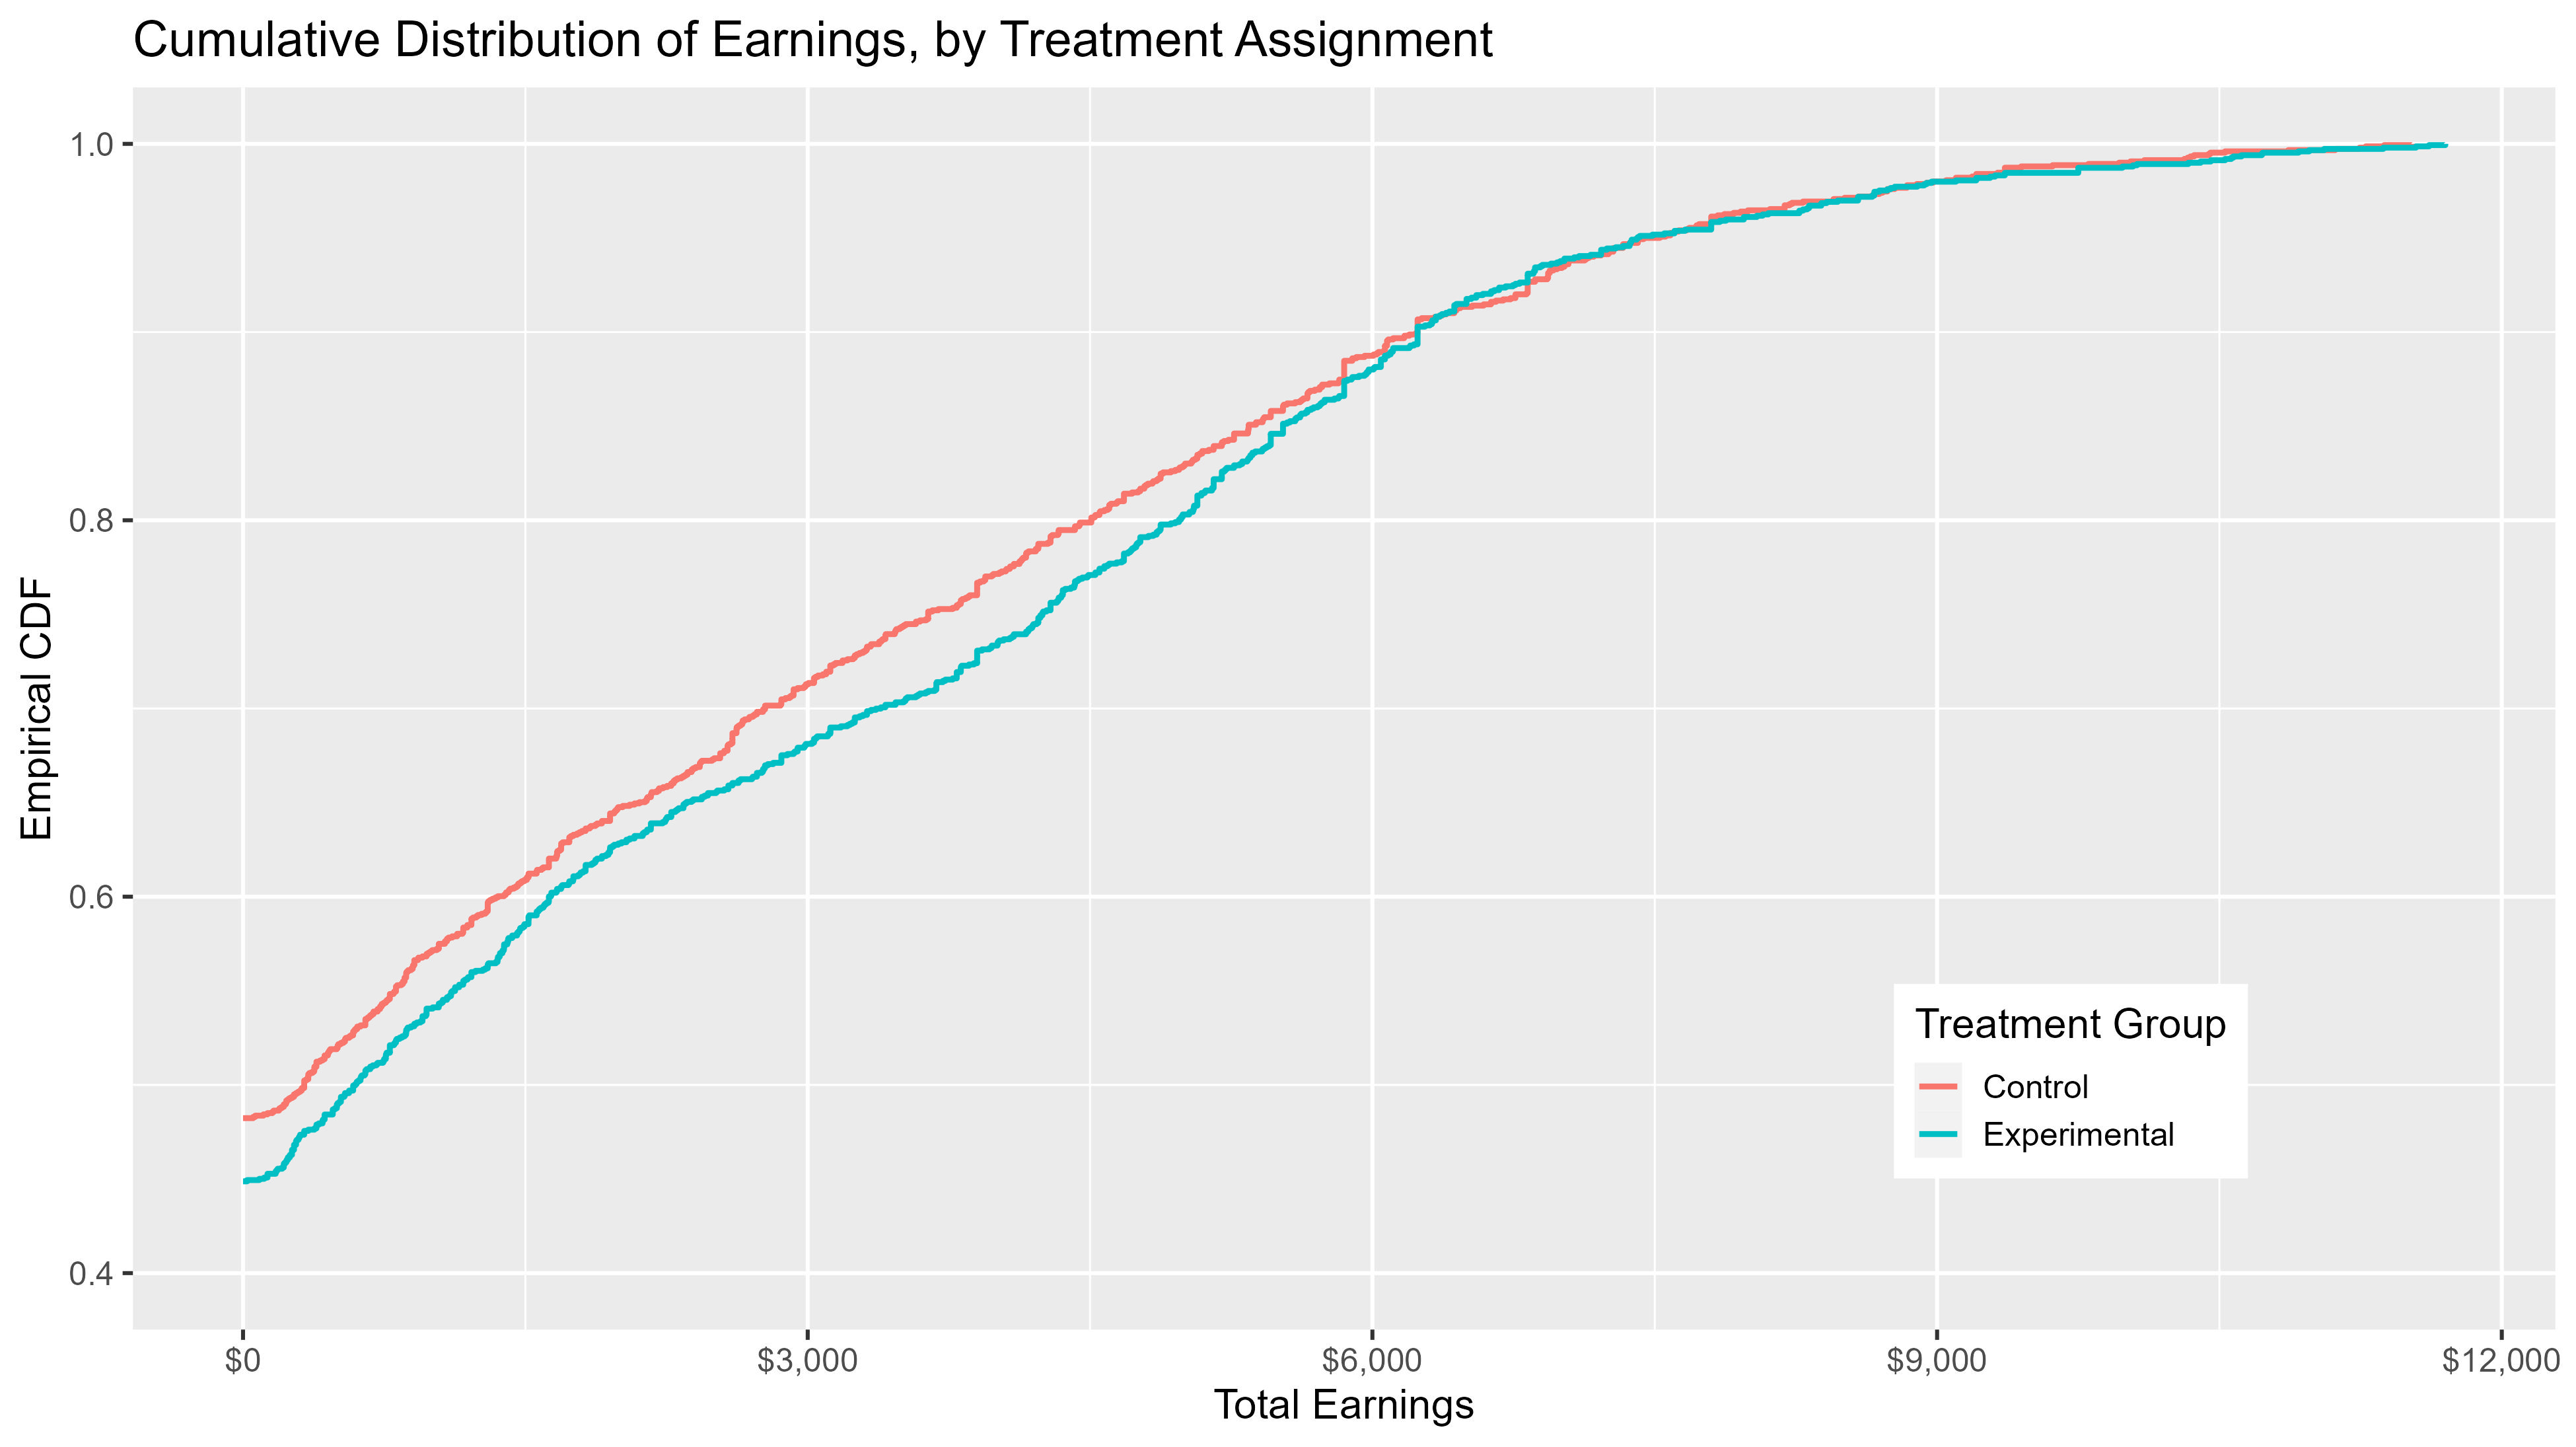 Cumulative Distribution of Earnings, by Treatment Assignment
1.0
0.8
0.6
0.4
Empirical CDF
Treatment Group
Control
Experimental
$0
$3,000
$6,000
$9,000
$12,000
Total Earnings